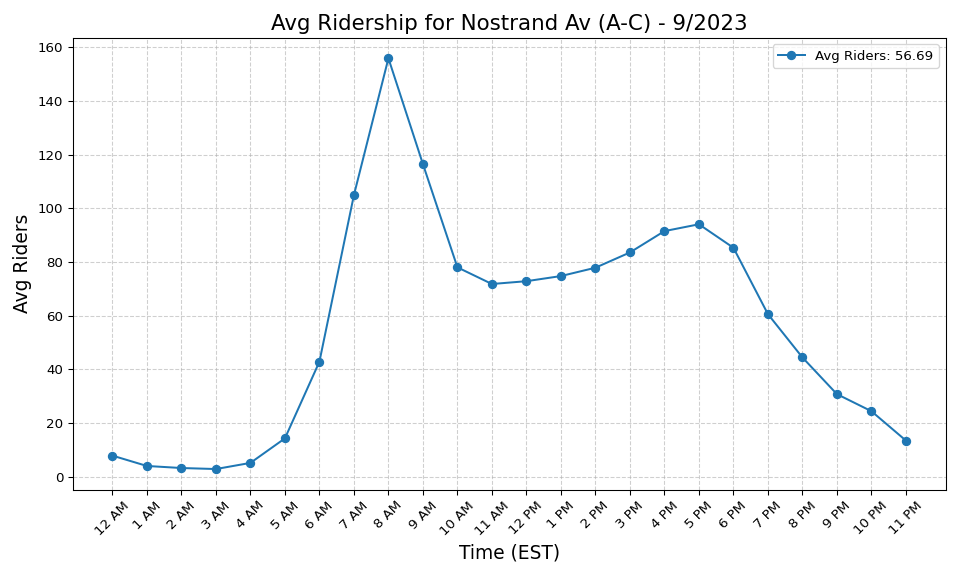 Avg Ridership for Nostrand Av (A-C) - 9/2023
Avg Riders: 56.69
Avg Riders
160
140
120
100
80
60
40
20
0
12 AM
1 AM
2 AM
3 AM
4 AM
5 AM
6 AM
7 AM
8 AM
9 AM
10 AM
11 AM
12 PM
1 PM
2 PM
3 PM
4 PM
5 PM
6 PM
7 PM
8 PM
9 PM
10 PM
11 PM
Time (EST)